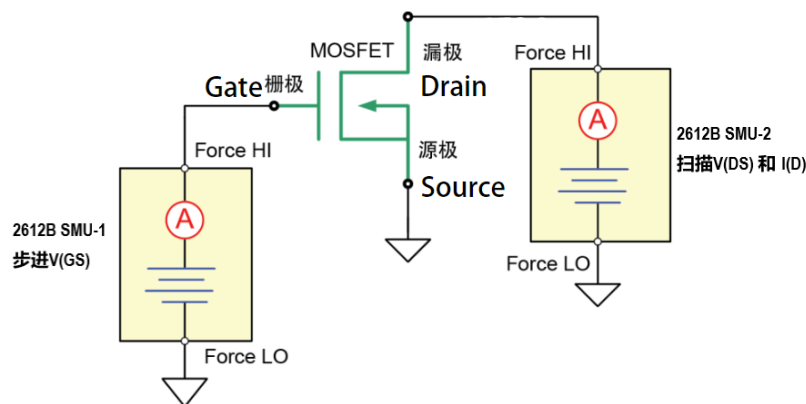 MOSFET
漏极
Drain
Gate栅极
源极
Source
Force HI
A
Force LO
2612B SMU-1
步进V(GS)
Force HI
A
Force LO
2612B SMU-2
扫描V(DS) 和 I(D)